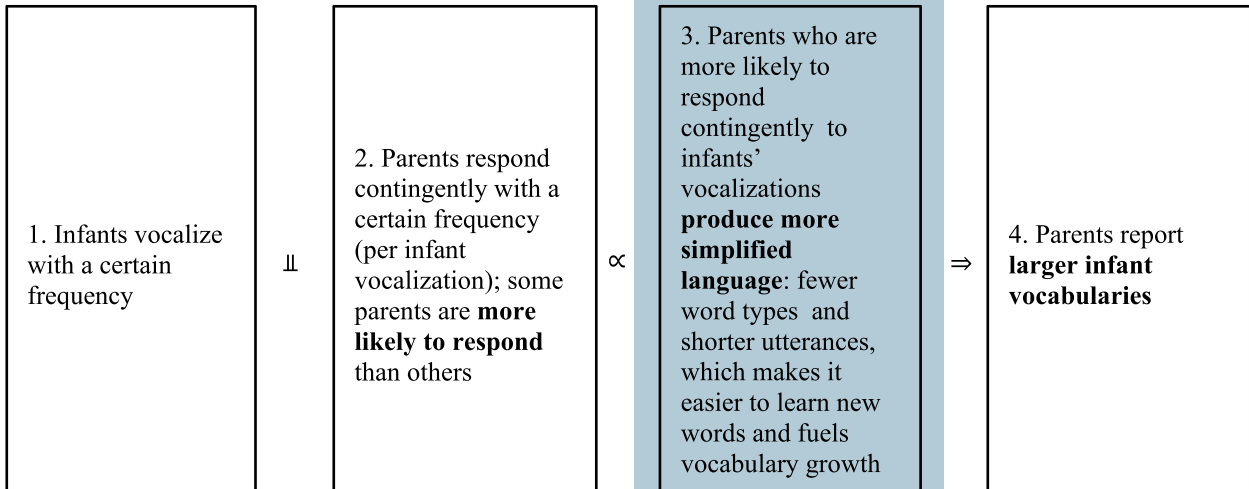 1. Infants vocalize
with a certain
frequency
⫫
2. Parents respond
contingently with a
certain frequency
(per infant
vocalization); some
parents are more
likely to respond
than others
∝
3. Parents who are
more likely to
respond
contingently to
infants’
vocalizations
produce more
simplified
language: fewer
word types and
shorter utterances,
which makes it
easier to learn new
words and fuels
vocabulary growth
⇒
4. Parents report
larger infant
vocabularies